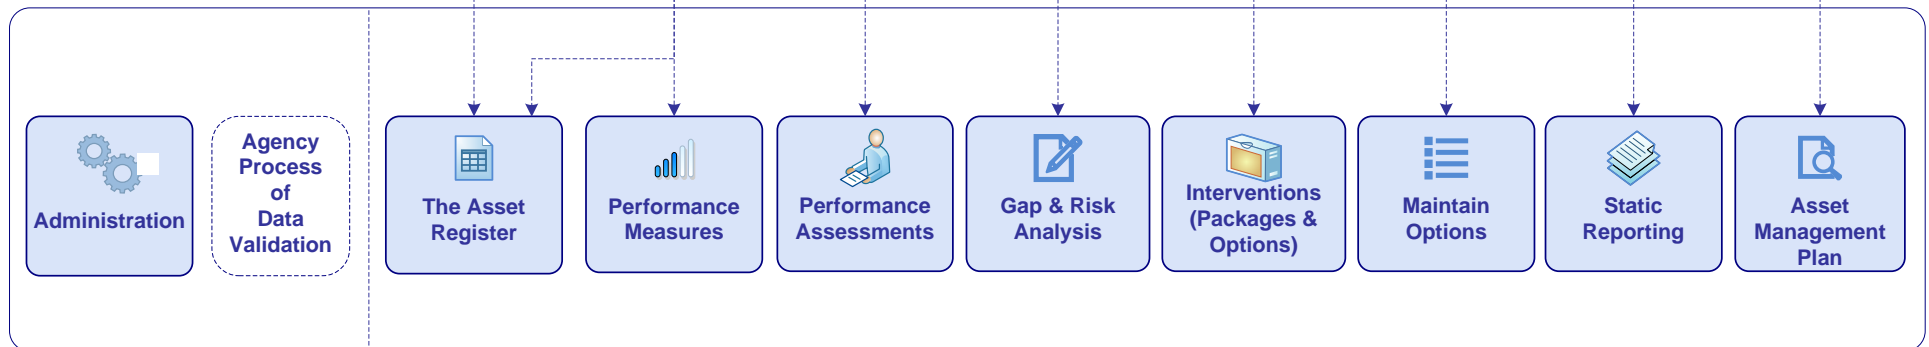 Administration
Agency
Process
of
Data
Validation
The Asset
Register
Performance
Measures
Performance
Assessments
Gap & Risk
Analysis
Interventions
(Packages &
Options)
Maintain
Options
Static
Reporting
Asset
Management
Plan